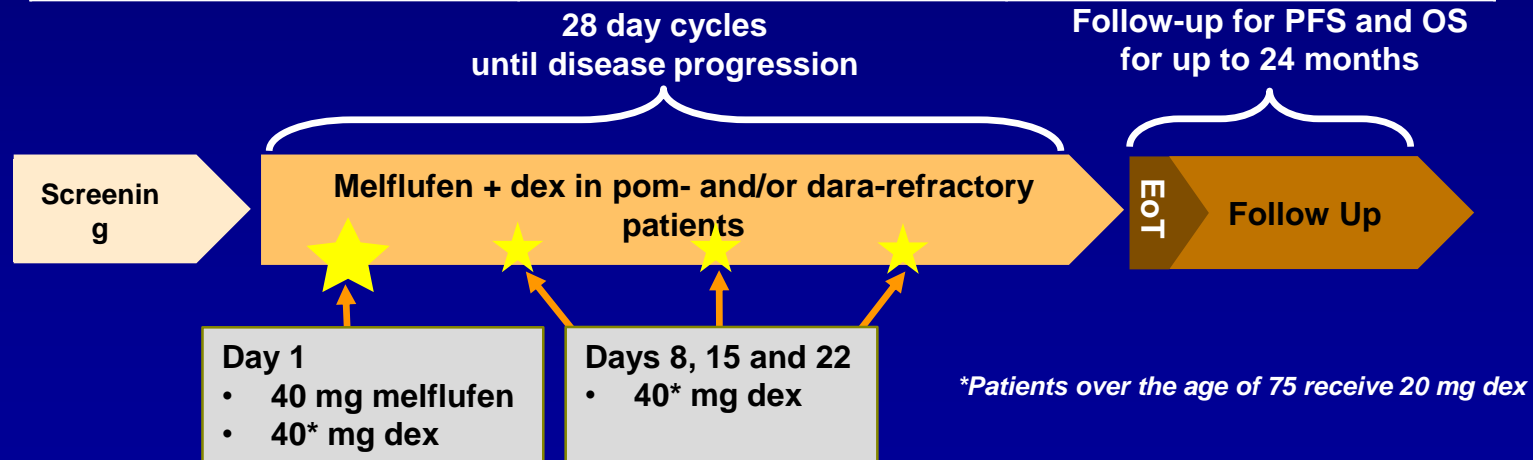 28 day cycles
until disease progression
Follow-up for PFS and OS
for up to 24 months
Screenin
g
Melflufen + dex in pom- and/or dara-refractory
patients
EoT
Follow Up
Day 1
• 40 mg melflufen
• 40* mg dex
Days 8, 15 and 22
• 40* mg dex
*Patients over the age of 75 receive 20 mg dex